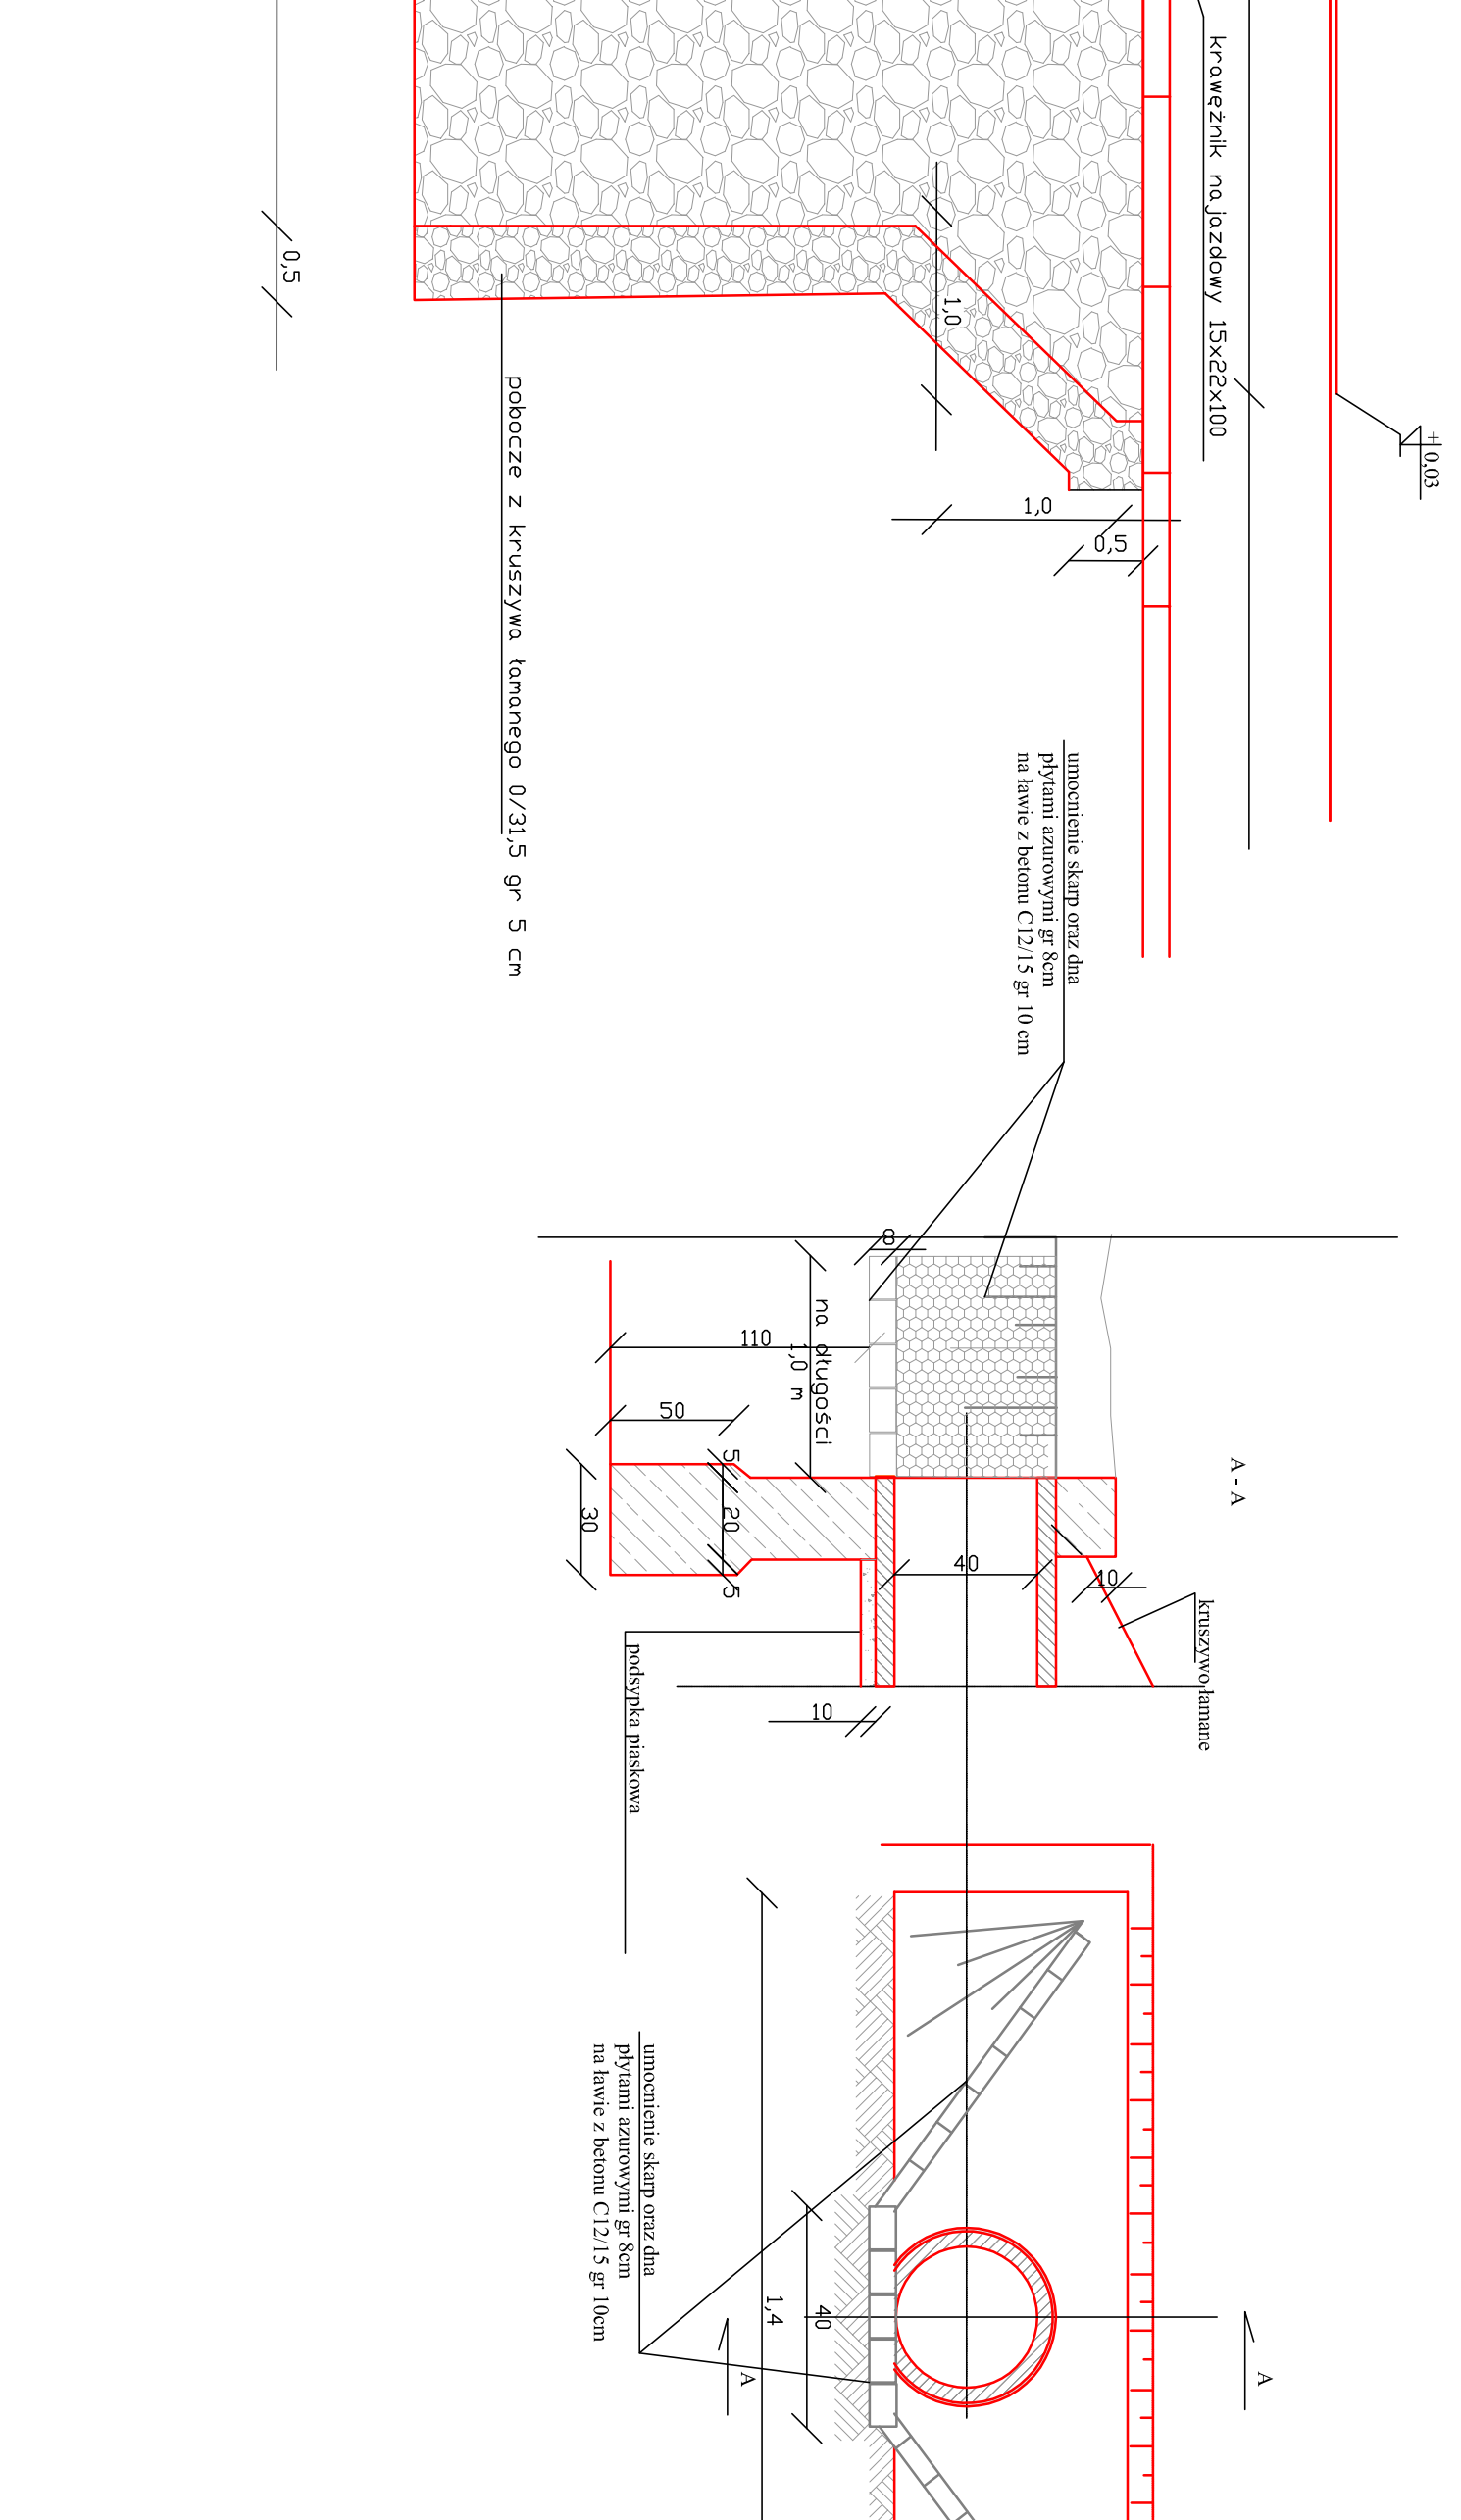 + 0,03
krawężnik najazdowy 15x22x100
1,0
1,0
0,5
0,5
pobocze z kruszywa łamanego 0/31,5 gr 5 cm
umocnienie skarp oraz dna
płytami azurowymi gr 8cm
na ławie z betonu C12/15 gr 10 cm
A - A
8
na długości
1,0 m
110
50
5
20
5
30
40
10
kruszywo łamane
10
podsypka piaskowa
umocnienie skarp oraz dna
płytami azurowymi gr 8cm
na ławie z betonu C12/15 gr 10cm
40
1,4
A
A